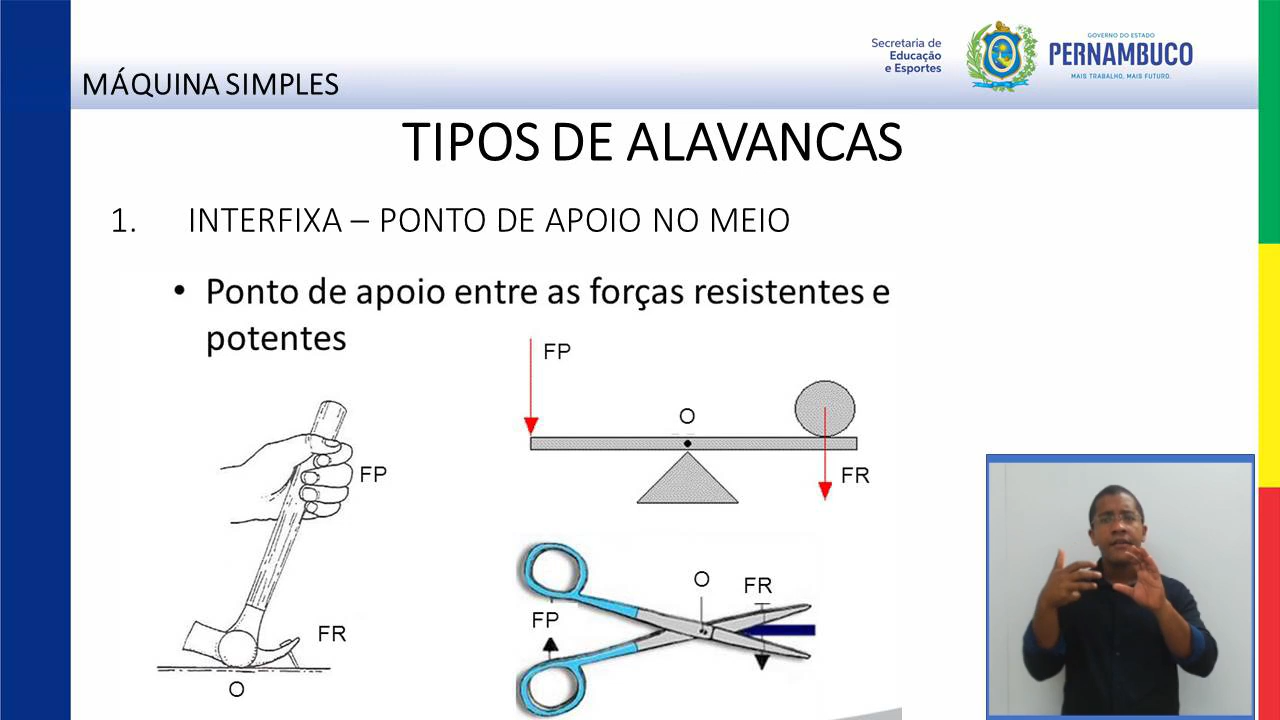 Secretaria de
Educação
e Esportes
GOVERNO DO ESTADO
PERNAMBUCO
MAIS TRABALHO, MAIS FUTURO.
MÁQUINA SIMPLES
TIPOS DE ALAVANCAS
1. INTERFIXA – PONTO DE APOIO NO MEIO
• Ponto de apoio entre as forças resistentes e
potentes
FP
O
FR
FP
FR
O
O
FR
FP